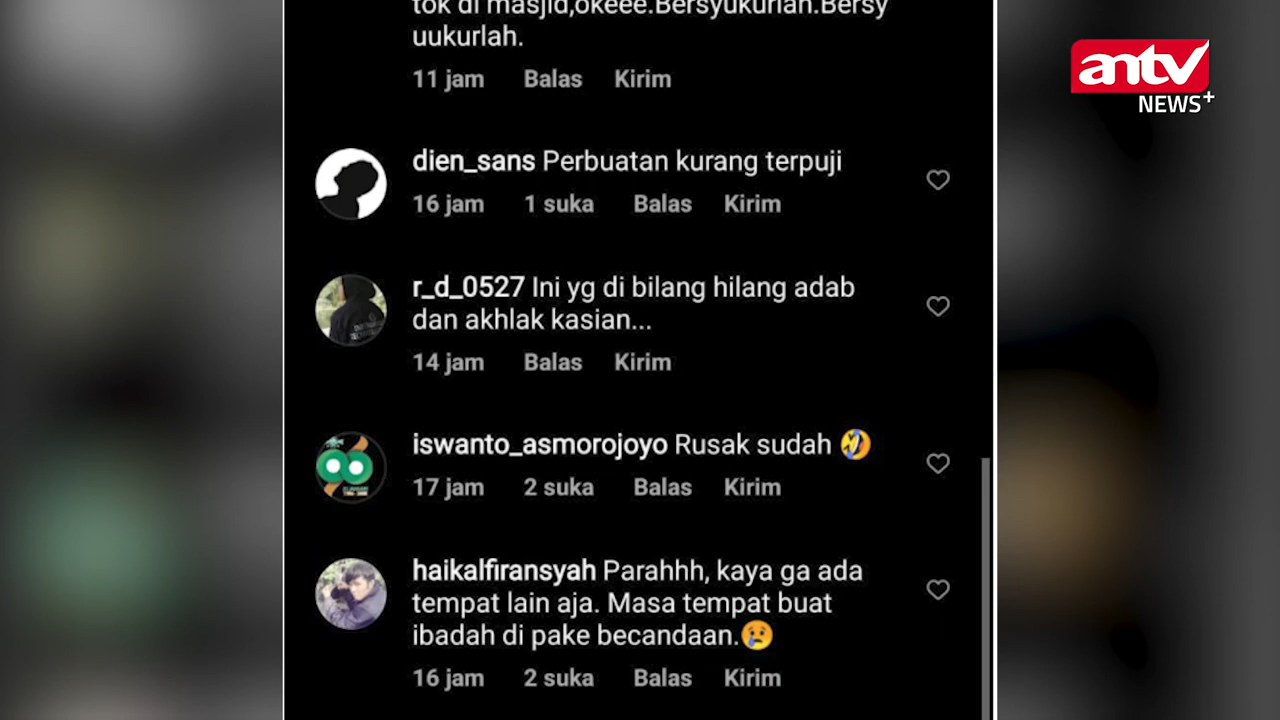 tok di masjid,okeee.Bersyukurlah.Bersy
uukurlah.
11 jam Balas Kirim
dien_sans Perbuatan kurang terpuji
16 jam 1 suka Balas Kirim
r_d_0527 Ini yg di bilang hilang adab
dan akhlak kasian...
14 jam Balas Kirim
iswanto_asmorojoyo Rusak sudah 🤣
17 jam 2 suka Balas Kirim
haikalfiransyah Parahhh, kaya ga ada
tempat lain aja. Masa tempat buat
ibadah di pake becandaan.😢
16 jam 2 suka Balas Kirim
antv
NEWS+